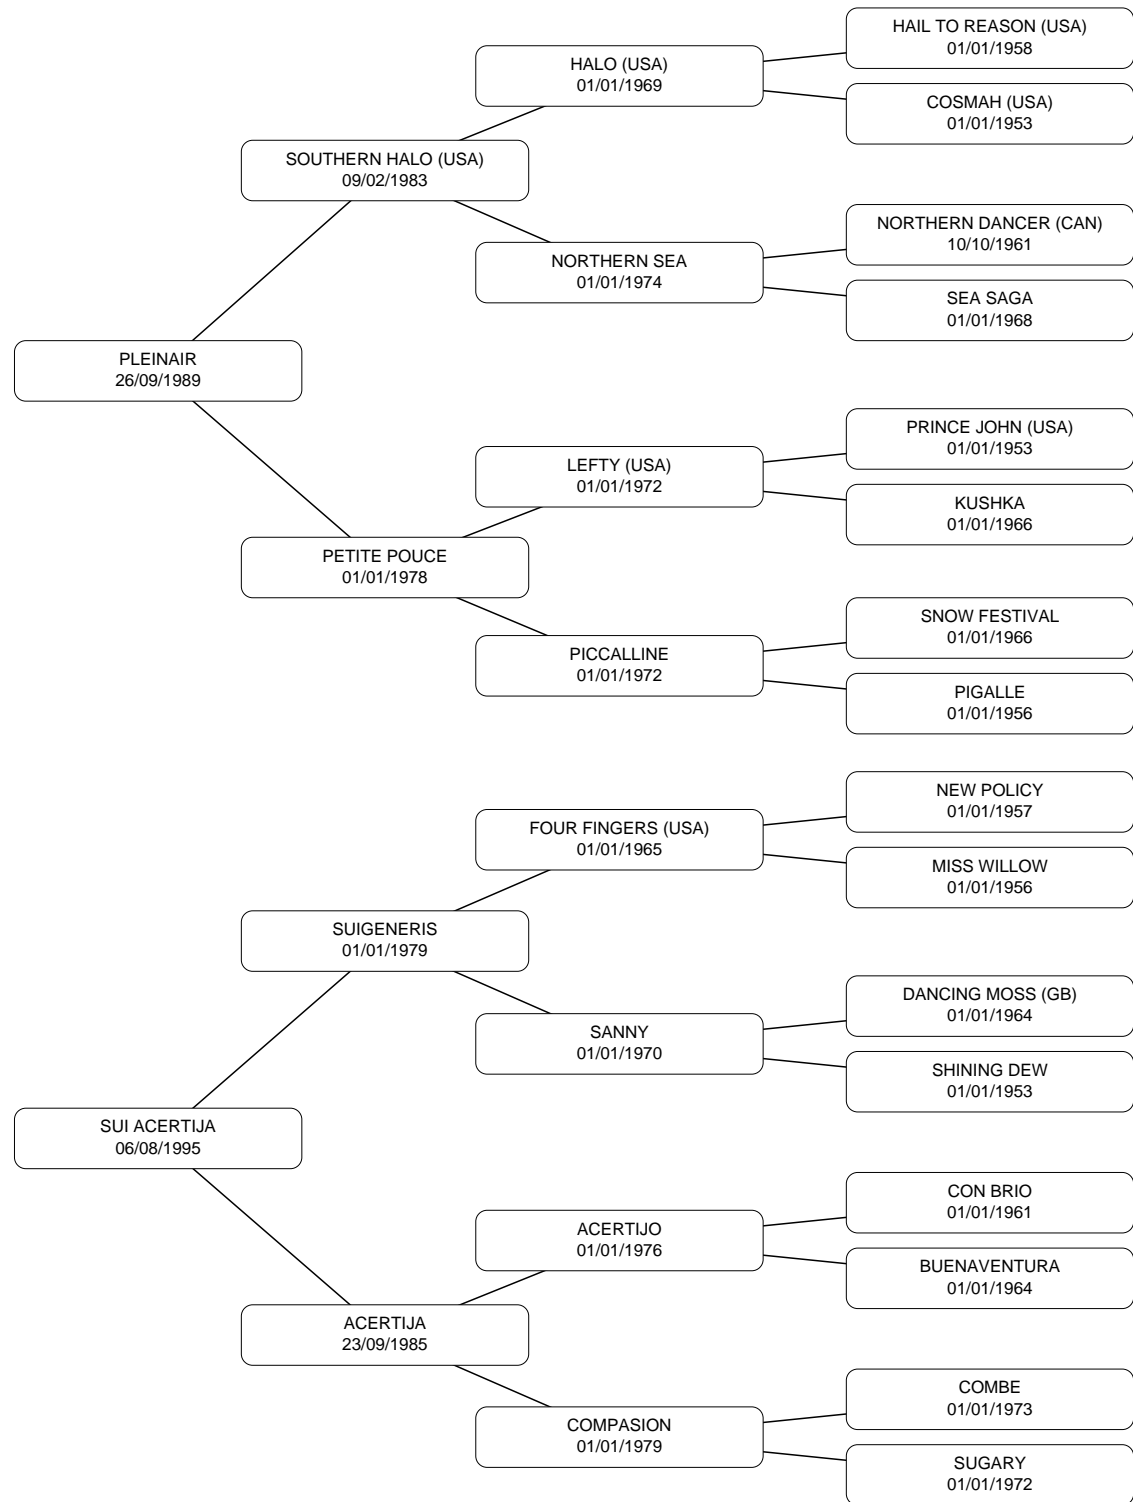 HAIL TO REASON (USA)
01/01/1958
HALO (USA)
01/01/1969
COSMAH (USA)
01/01/1953
SOUTHERN HALO (USA)
09/02/1983
NORTHERN DANCER (CAN)
10/10/1961
NORTHERN SEA
01/01/1974
SEA SAGA
01/01/1968
PLEINAIR
26/09/1989
PRINCE JOHN (USA)
01/01/1953
LEFTY (USA)
01/01/1972
KUSHKA
01/01/1966
PETITE POUCE
01/01/1978
SNOW FESTIVAL
01/01/1966
PICCALLINE
01/01/1972
PIGALLE
01/01/1956
NEW POLICY
01/01/1957
FOUR FINGERS (USA)
01/01/1965
MISS WILLOW
01/01/1956
SUIGENERIS
01/01/1979
DANCING MOSS (GB)
01/01/1964
SANNY
01/01/1970
SHINING DEW
01/01/1953
SUI ACERTIJA
06/08/1995
CON BRIO
01/01/1961
ACERTIJO
01/01/1976
BUENAVENTURA
01/01/1964
ACERTIJA
23/09/1985
COMBE
01/01/1973
COMPASION
01/01/1979
SUGARY
01/01/1972